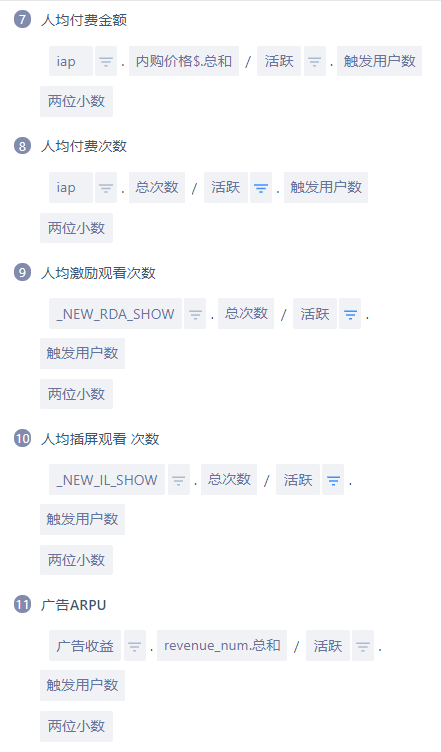 7 人均付费金额
iap . 内购价格$.总和 / 活跃 . 触发用户数
两位小数
8 人均付费次数
iap . 总次数 / 活跃 . 触发用户数
两位小数
9 人均激励观看次数
_NEW_RDA_SHOW . 总次数 / 活跃 .
触发用户数
两位小数
10 人均插屏观看 次数
_NEW_IL_SHOW . 总次数 / 活跃 .
触发用户数
两位小数
11 广告ARPU
广告收益 . revenue_num.总和 / 活跃 .
触发用户数
两位小数